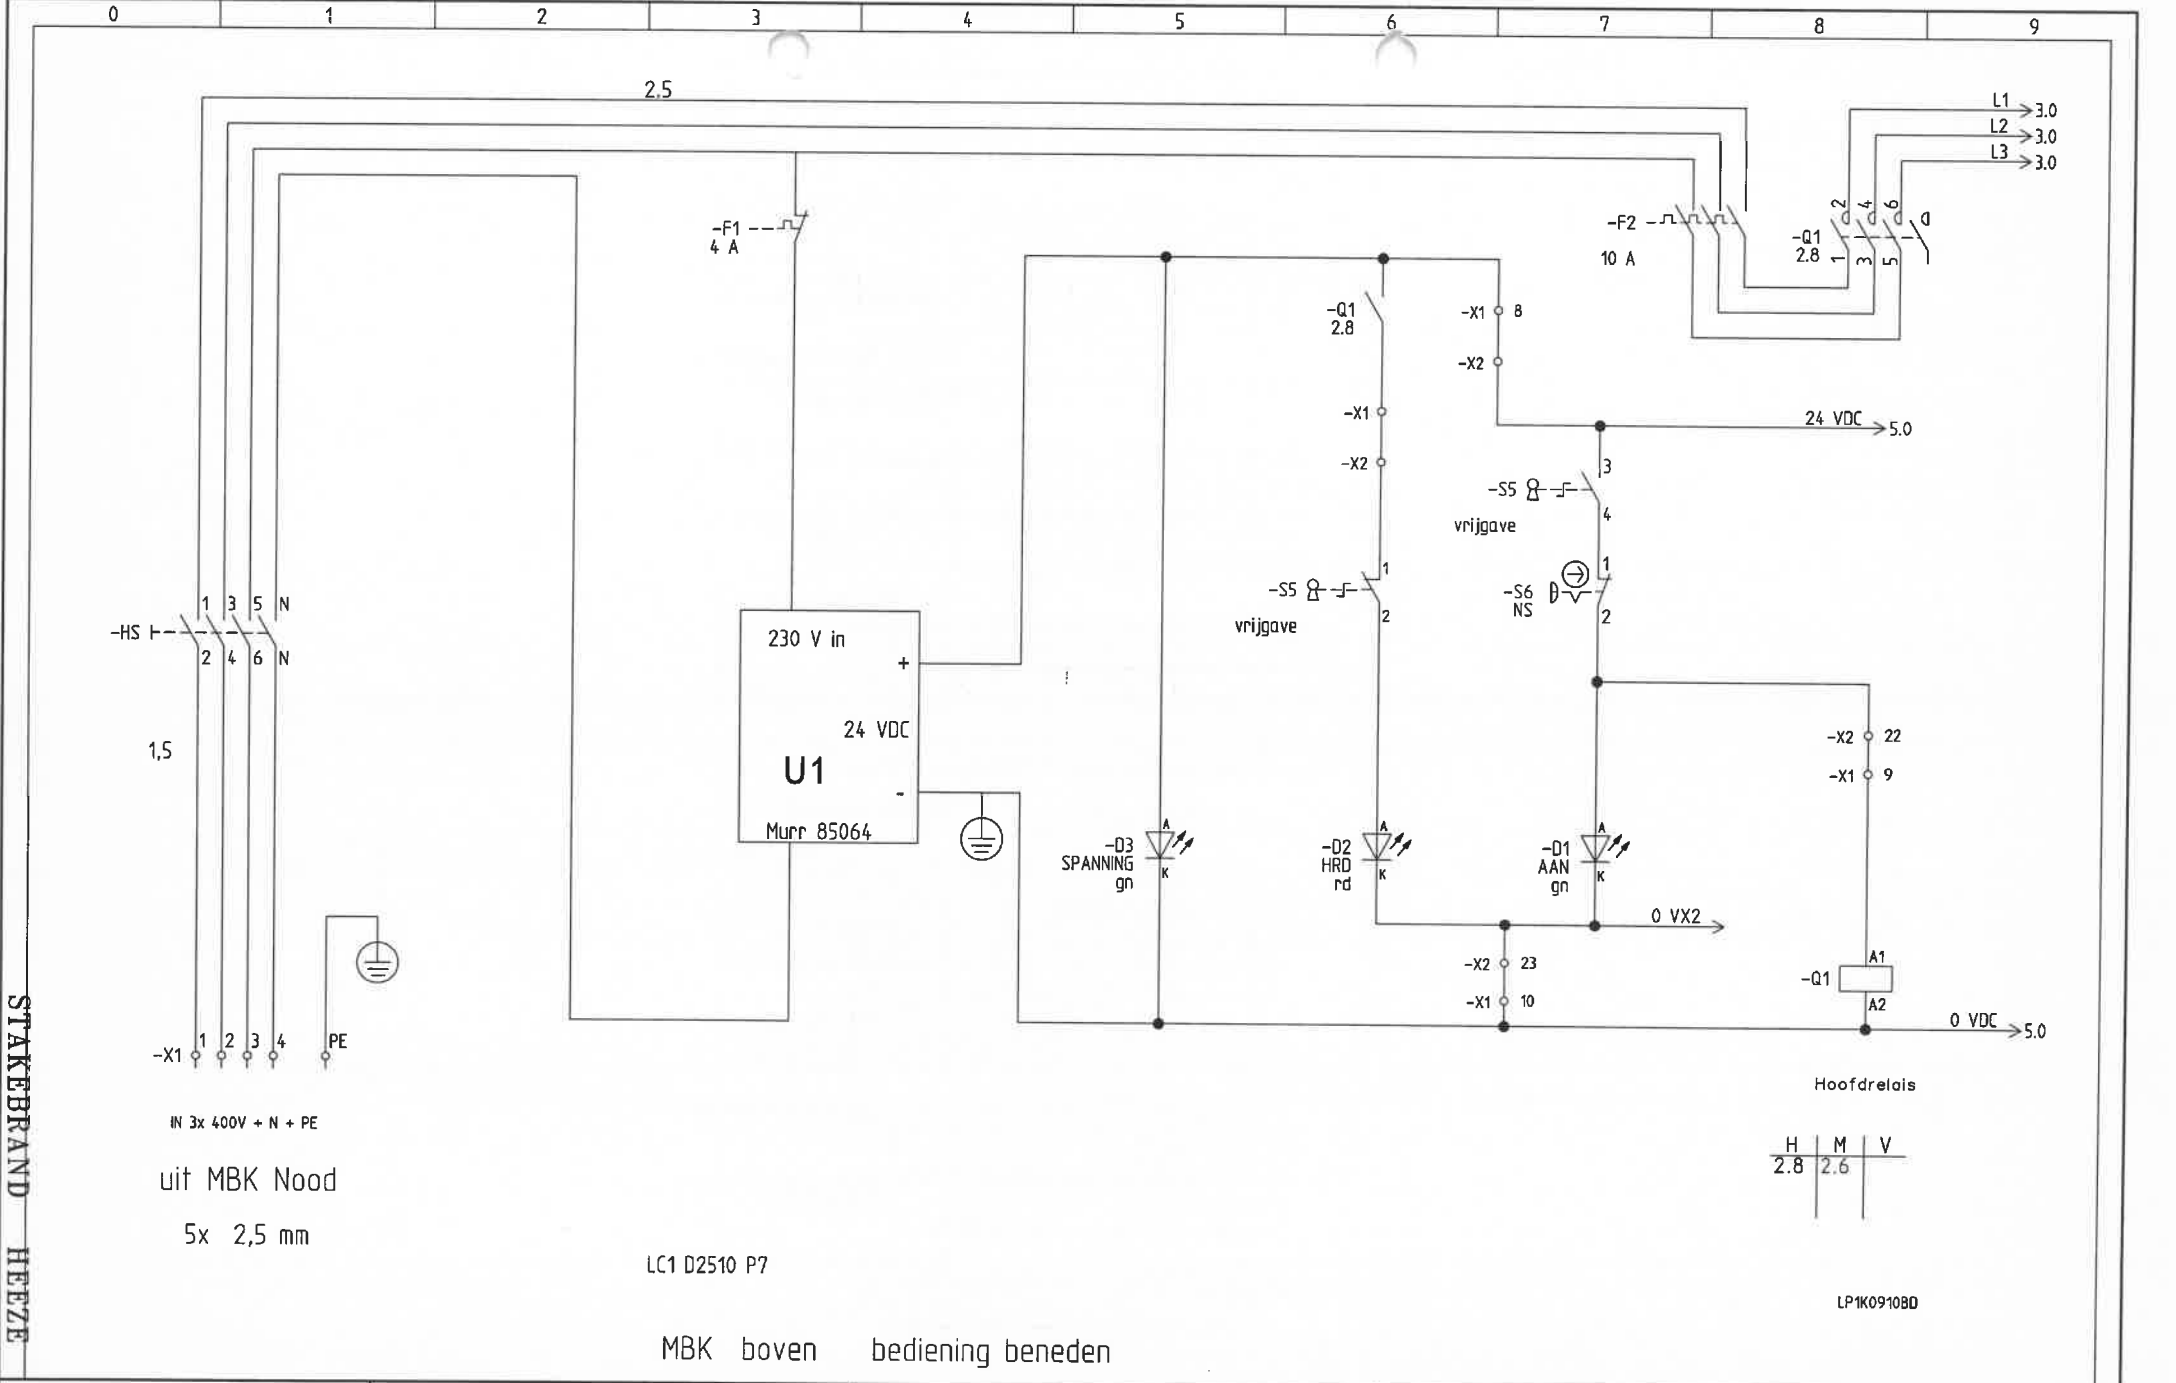 0 1 2 3 4 5 6 7 8 9
2.5
L1 3.0
L2 3.0
L3 3.0
-F1
4 A
-F2
10 A
2 4 6
-Q1
2.8
1 3 5
-Q1
2.8
-X1 8
-X2
-X1
-X2
24 VDC 5.0
3
-S5
4
vrijgave
1
-S5
2
vrijgave
1
-S6
NS
2
1 3 5 N
-HS
2 4 6 N
1,5
230 V in
+
24 VDC
U1
-
Murr 85064
-X2 22
-X1 9
A
-D3
SPANNING
gn
K
A
-D2
HRD
rd
K
A
-D1
AAN
gn
K
0 VX2
-X2 23
-X1 10
A1
-Q1
A2
0 VDC 5.0
-X1 1 2 3 4 PE
IN 3x 400V + N + PE
uit MBK Nood
5x 2,5 mm
Hoofdrelais
H M V
2.8 2.6
LC1 D2510 P7
LP1K0910BD
MBK boven bediening beneden
STAKEBRAND HEEZE